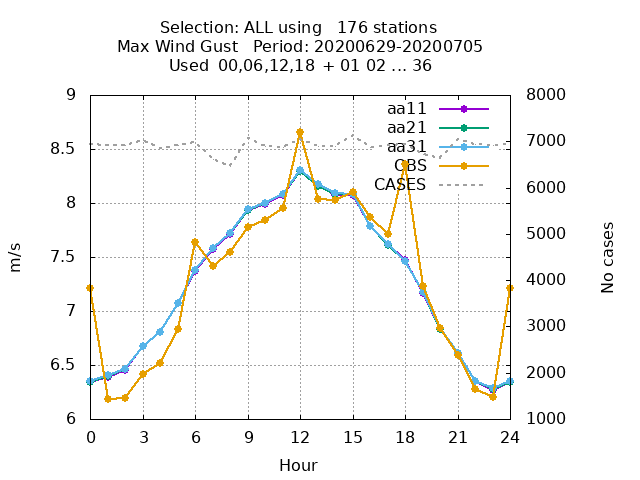 Selection: ALL using   176 stations
Max Wind Gust   Period: 20200629-20200705
Used  00,06,12,18  + 01 02 ... 36
9 8000
aa11
aa21
8.5 7000
aa31
OBS
8 6000
CASES
7.5 5000
m/s
No cases
4000
7 3000
6.5 2000
6 1000
0 3 6 9 12 15 18 21 24
Hour